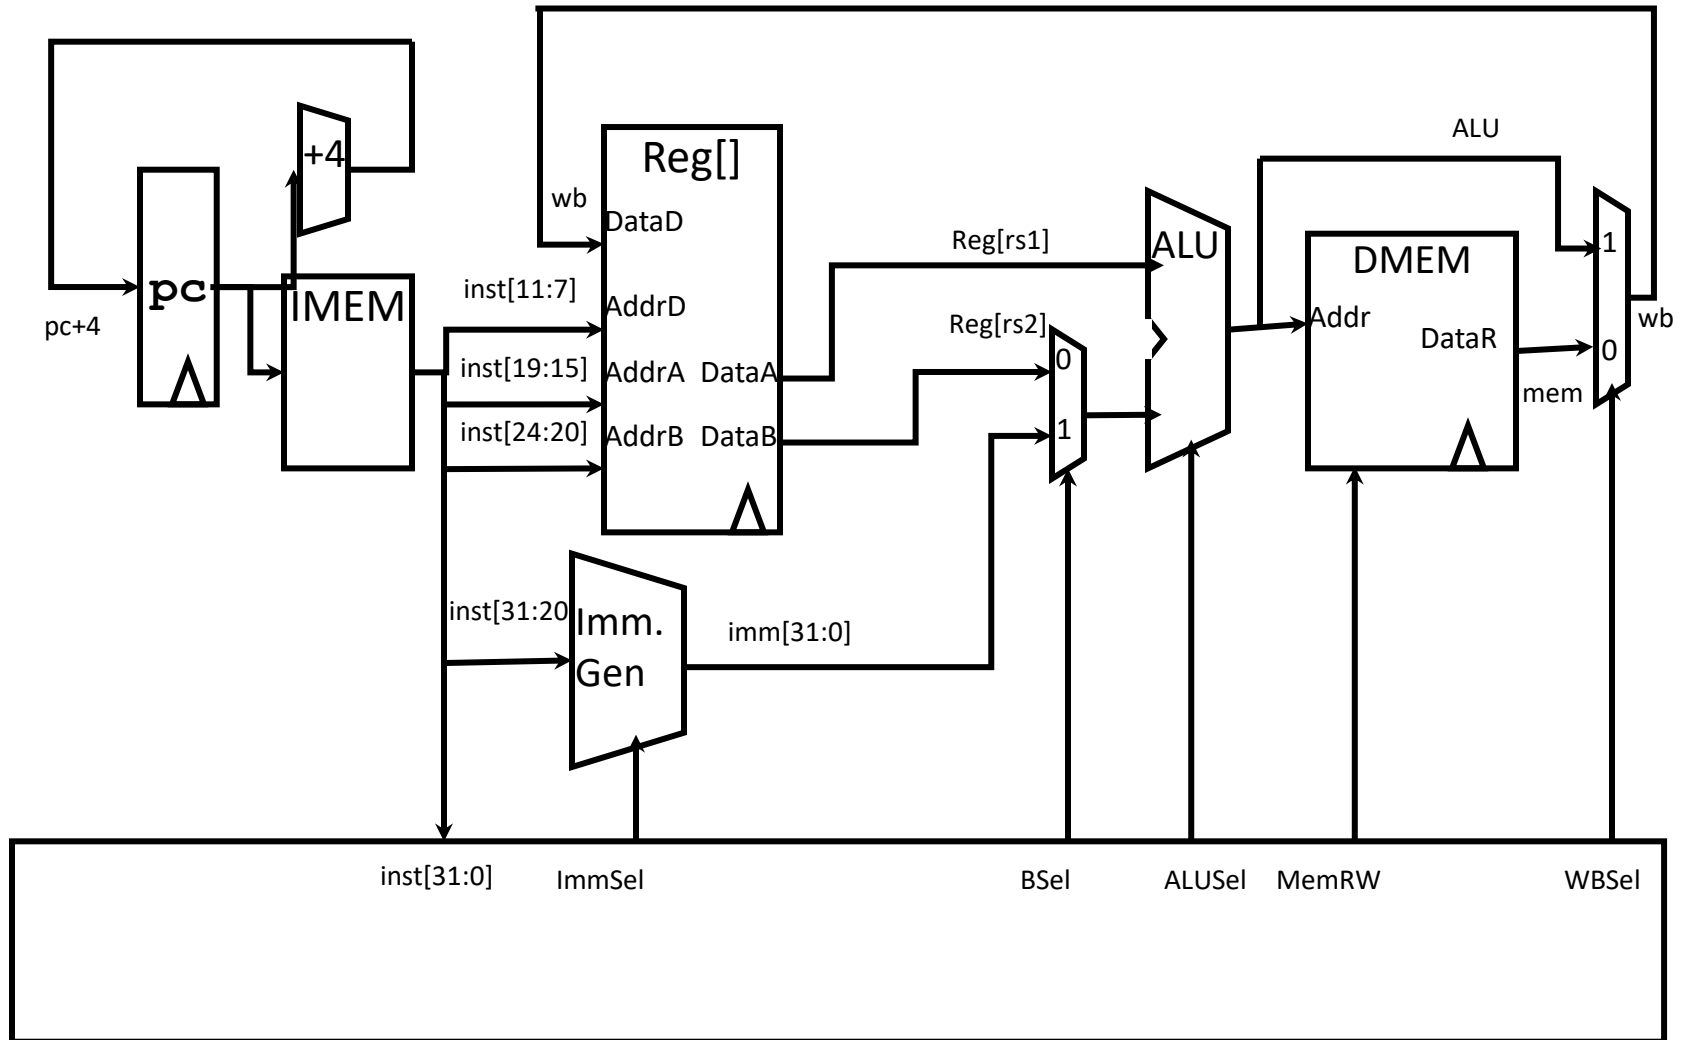 ALU
+4
Reg[]
wb
DataD
Reg[rs1]
ALU
1
DMEM
pc
IMEM
inst[11:7]
AddrD
pc+4
Reg[rs2]
Addr
wb
DataR
0
0
inst[19:15]
AddrA
DataA
mem
inst[24:20]
AddrB
DataB
1
inst[31:20
Imm.
Gen
imm[31:0]
inst[31:0]
ImmSel
BSel
ALUSel
MemRW
WBSel